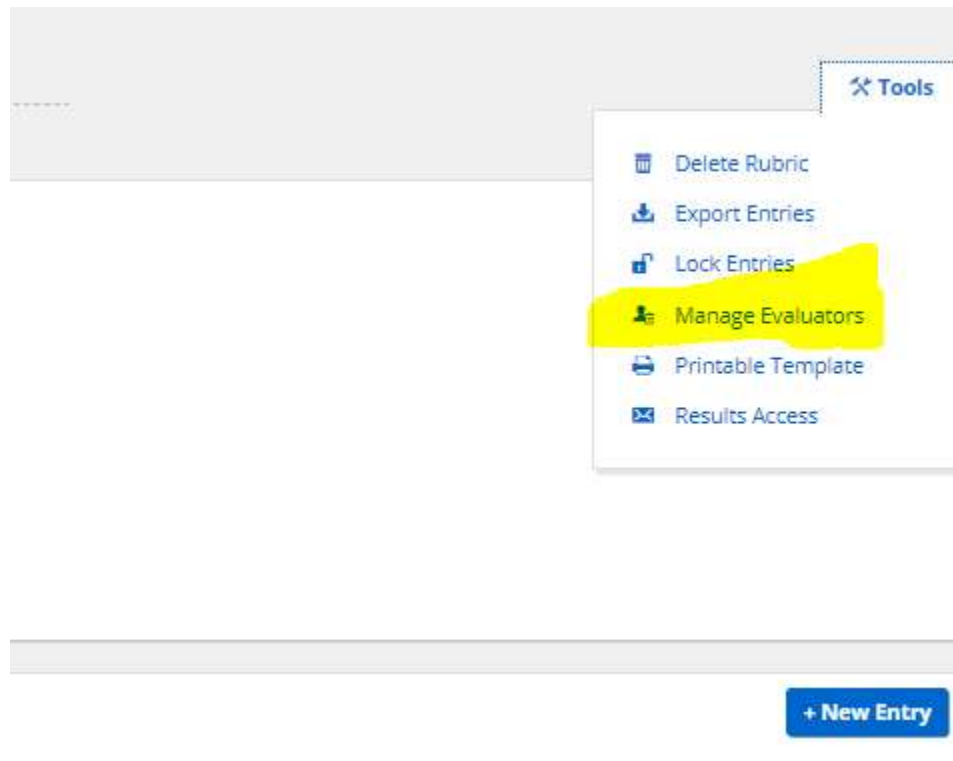 Tools
Delete Rubric
Export Entries
Lock Entries
Manage Evaluators
Printable Template
Results Access
+ New Entry